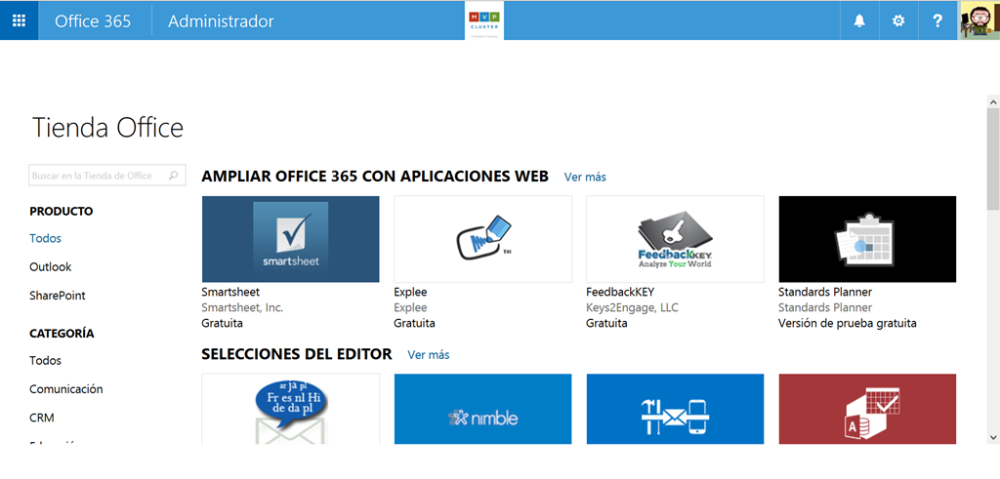 Office 365
Administrador
MVP
CLUSTER
?
Tienda Office
Buscar en la Tienda de Office
PRODUCTO
Todos
Outlook
SharePoint
CATEGORÍA
Todos
Comunicación
CRM
AMPLIAR OFFICE 365 CON APLICACIONES WEB Ver más
smartsheet
TM
FeedbackKEY
Analyze Your World
Smartsheet
Smartsheet, Inc.
Gratuita
Explee
Explee
Gratuita
FeedbackKEY
Keys2Engage, LLC
Gratuita
Standards Planner
Standards Planner
Versión de prueba gratuita
SELECCIONES DEL EDITOR Ver más
ar ja pl
Fr es nl Hi
de da pl
nimble
A